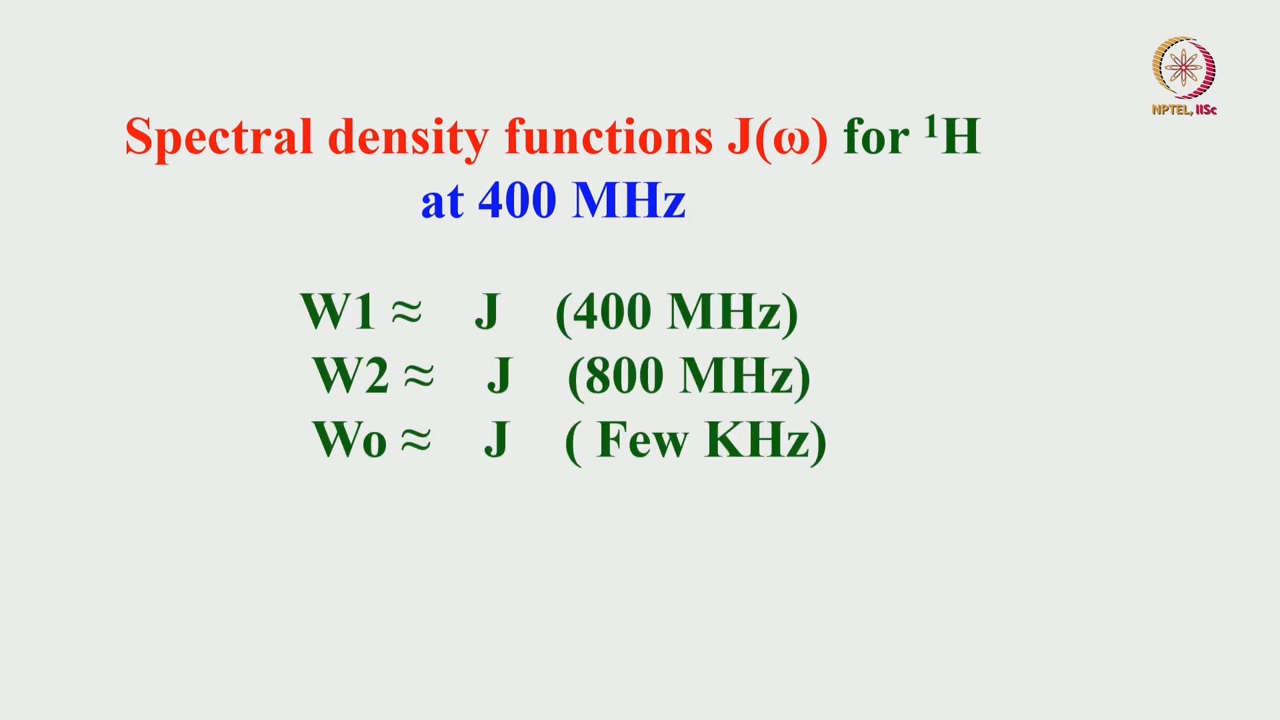 NPTEL, IISc
Spectral density functions J(ω) for ¹H
at 400 MHz
W1 ≈ J (400 MHz)
W2 ≈ J (800 MHz)
Wo ≈ J ( Few KHz)